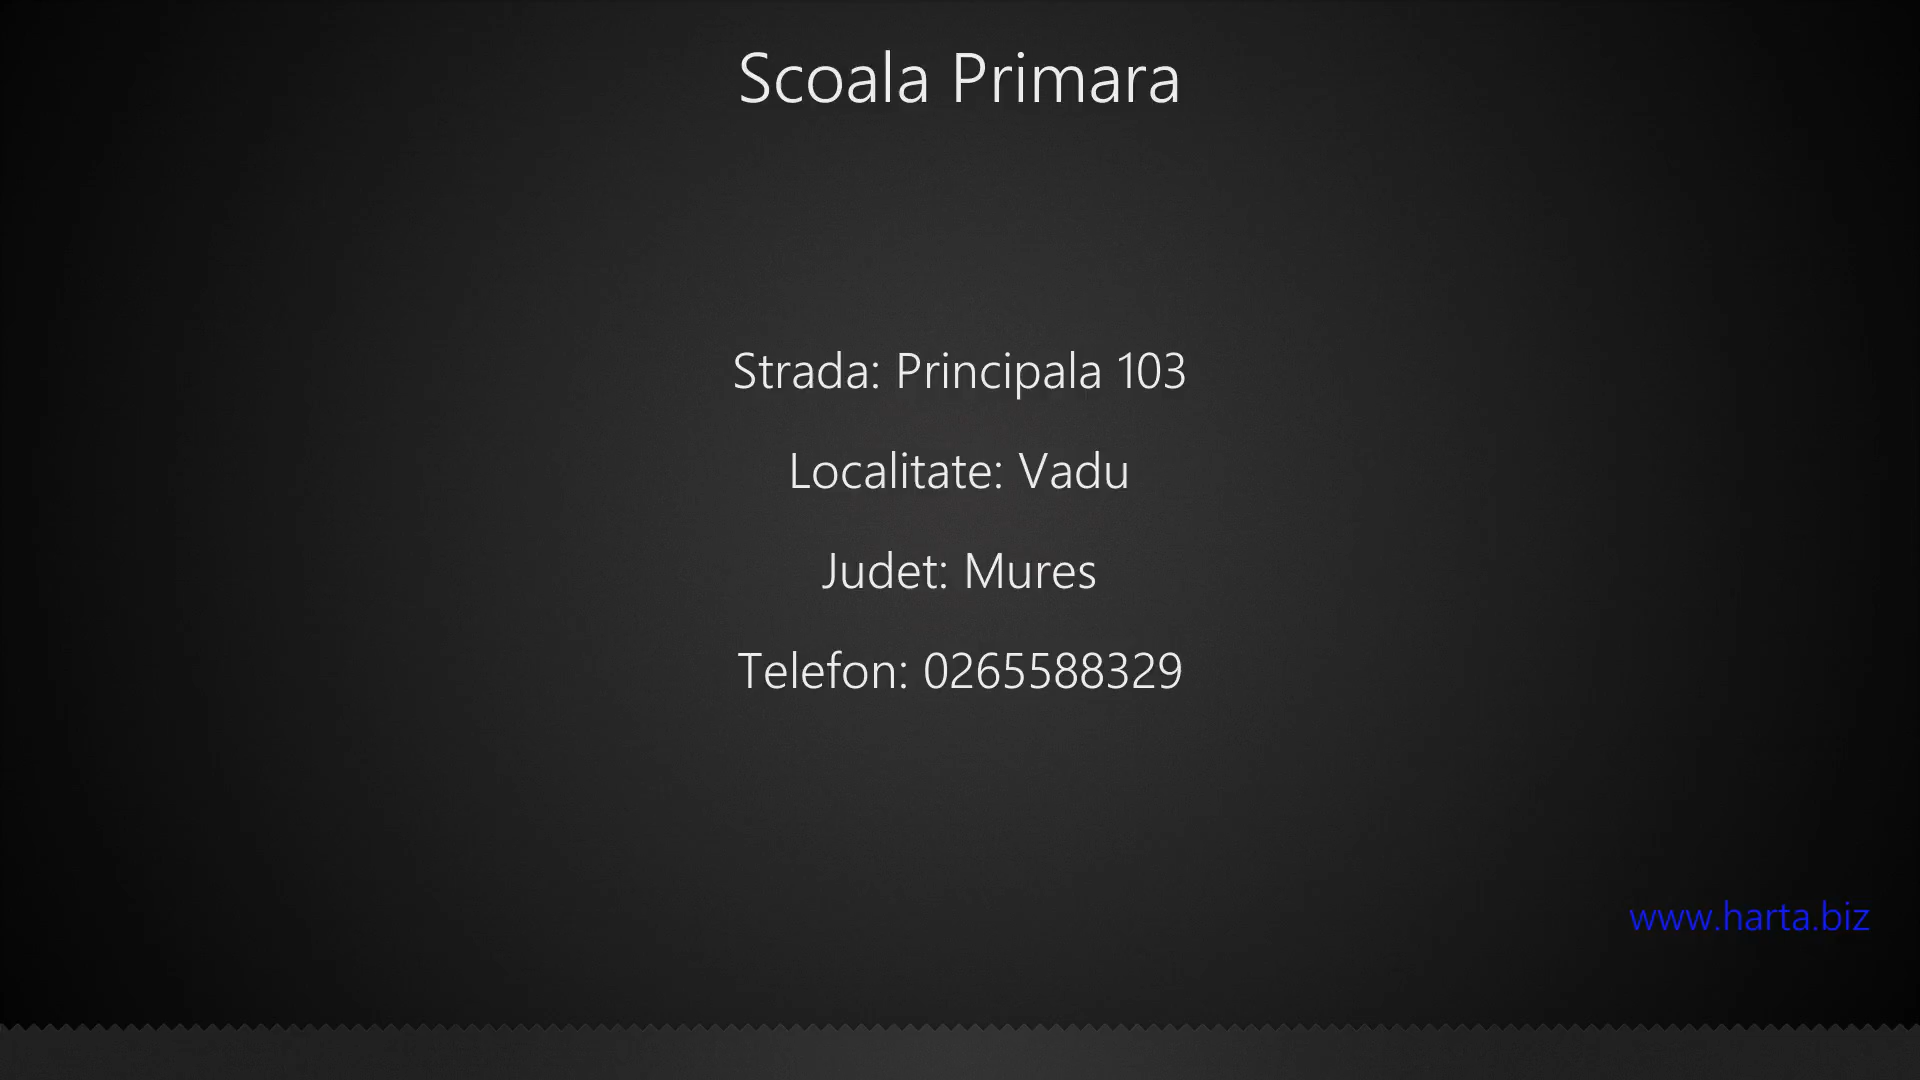 Scoala Primara
Strada: Principala 103
Localitate: Vadu
Judet: Mures
Telefon: 0265588329
www.harta.biz